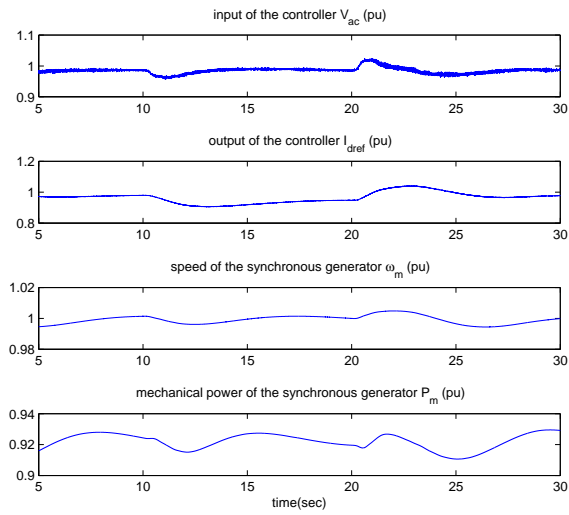 input of the controller V_ac (pu)
1.1
1
0.9
5 10 15 20 25 30
output of the controller I_dref (pu)
1.2
1
0.8
5 10 15 20 25 30
speed of the synchronous generator ω_m (pu)
1.02
1
0.98
5 10 15 20 25 30
mechanical power of the synchronous generator P_m (pu)
0.94
0.92
0.9
5 10 15 20 25 30
time(sec)